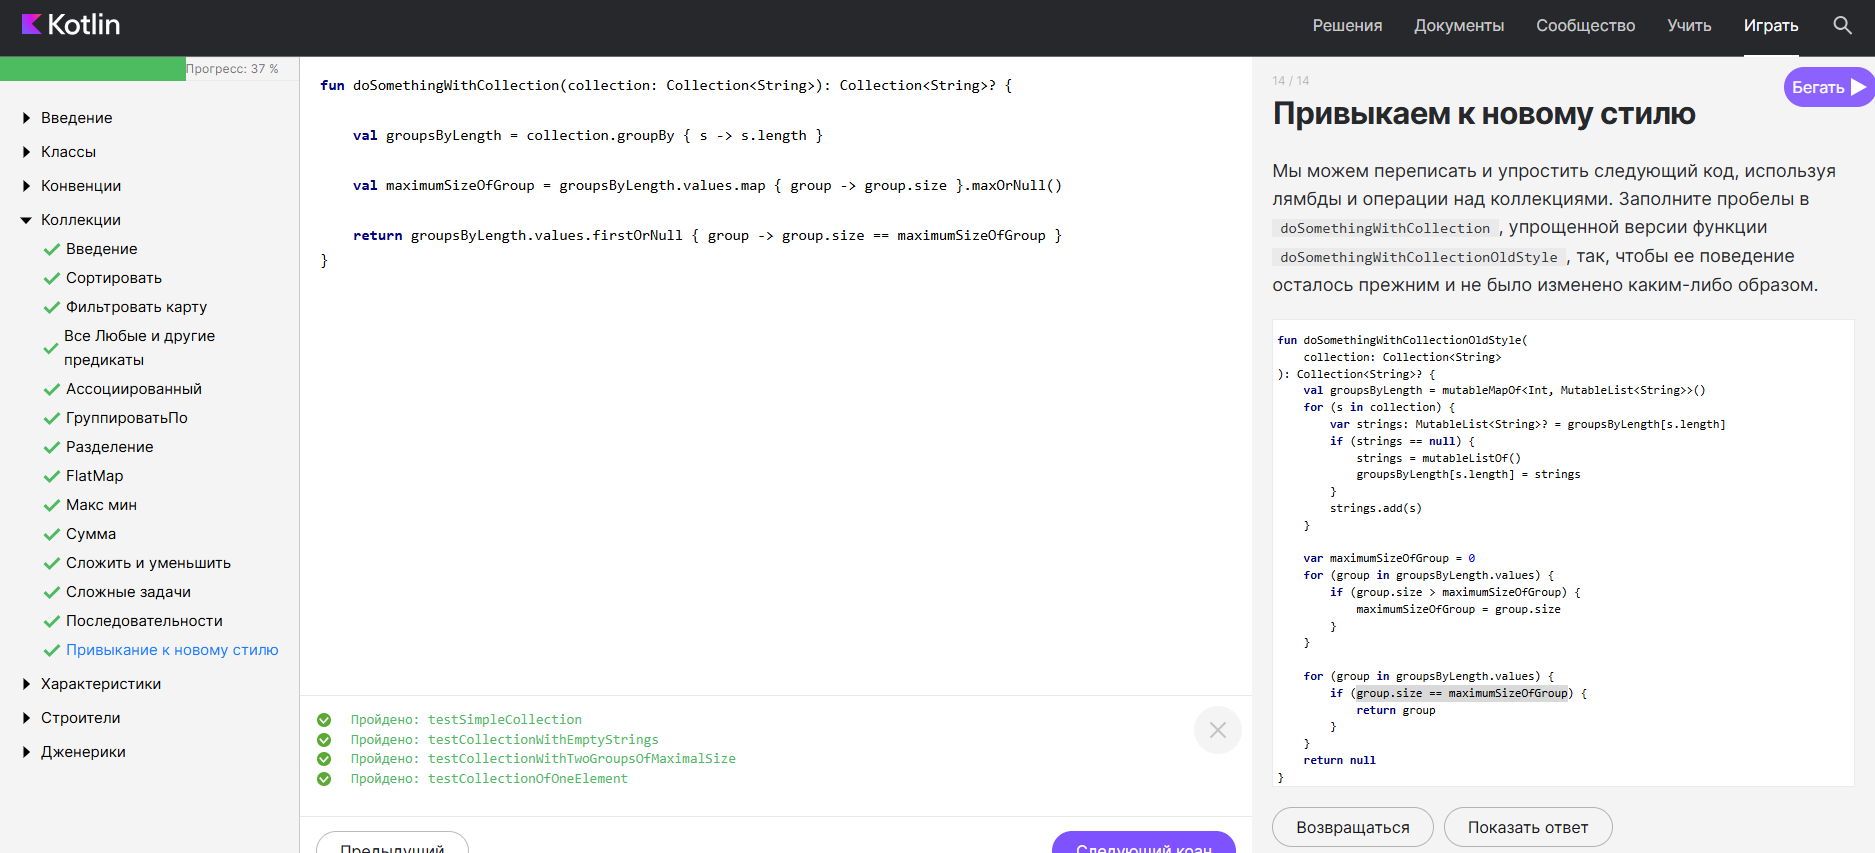 Kotlin
Решения
Документы
Сообщество
Учить
Играть
Прогресс: 37 %
Введение
Классы
Конвенции
Коллекции
Введение
Сортировать
Фильтровать карту
Все Любые и другие
предикаты
Ассоциированный
ГруппироватьПо
Разделение
FlatMap
Макс мин
Сумма
Сложить и уменьшить
Сложные задачи
Последовательности
Привыкание к новому стилю
Характеристики
Строители
Дженерики
fun doSomethingWithCollection(collection: Collection<String>): Collection<String>? {
val groupsByLength = collection.groupBy { s -> s.length }
val maximumSizeOfGroup = groupsByLength.values.map { group -> group.size }.maxOrNull()
return groupsByLength.values.firstOrNull { group -> group.size == maximumSizeOfGroup }
}
Пройдено: testSimpleCollection
Пройдено: testCollectionWithEmptyStrings
Пройдено: testCollectionWithTwoGroupsOfMaximalSize
Пройдено: testCollectionOfOneElement
Предыдущий
Следующий коан
14 / 14
Бегать
Привыкаем к новому стилю
Мы можем переписать и упростить следующий код, используя
лямбды и операции над коллекциями. Заполните пробелы в
doSomethingWithCollection , упрощенной версии функции
doSomethingWithCollectionOldStyle , так, чтобы ее поведение
осталось прежним и не было изменено каким-либо образом.
fun doSomethingWithCollectionOldStyle(
collection: Collection<String>
): Collection<String>? {
val groupsByLength = mutableMapOf<Int, MutableList<String>>()
for (s in collection) {
var strings: MutableList<String>? = groupsByLength[s.length]
if (strings == null) {
strings = mutableListOf()
groupsByLength[s.length] = strings
}
strings.add(s)
}
var maximumSizeOfGroup = 0
for (group in groupsByLength.values) {
if (group.size > maximumSizeOfGroup) {
maximumSizeOfGroup = group.size
}
}
for (group in groupsByLength.values) {
if (group.size == maximumSizeOfGroup) {
return group
}
}
return null
}
Возвращаться
Показать ответ